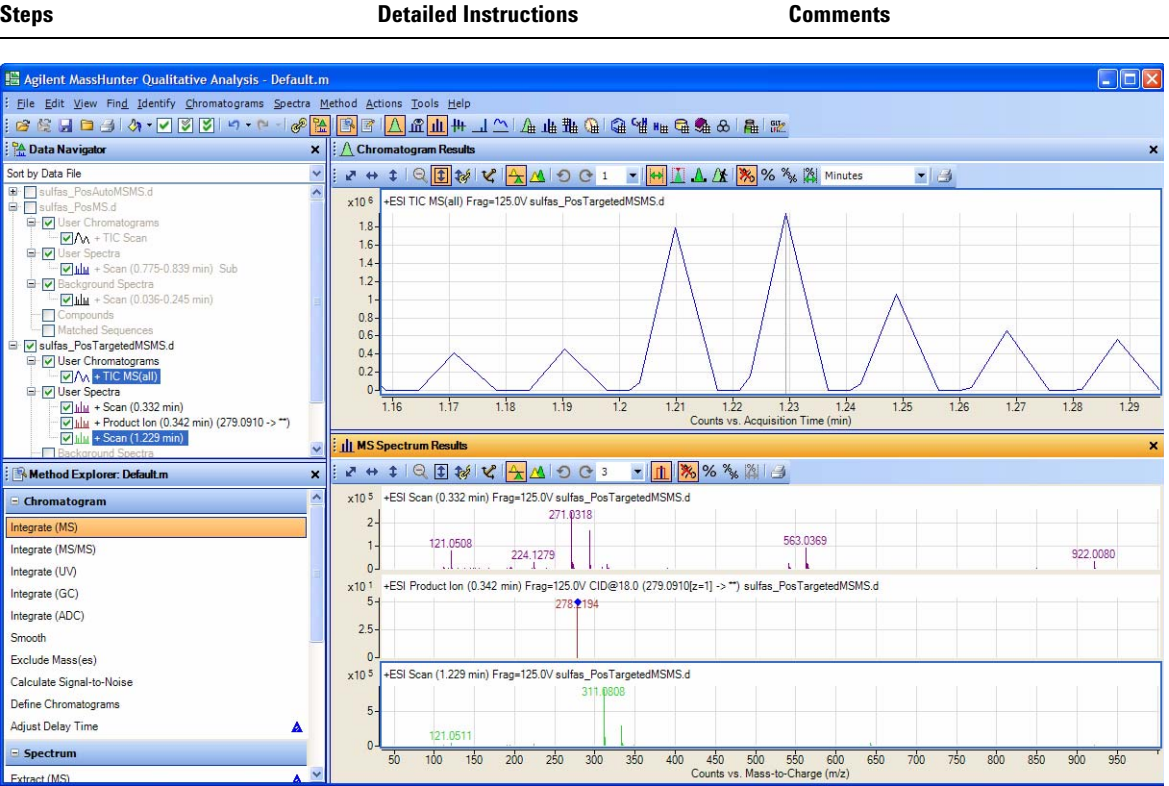 Steps Detailed Instructions Comments
Agilent MassHunter Qualitative Analysis - Default.m
File Edit View Find Identify Chromatograms Spectra Method Actions Tools Help
Data Navigator
Sort by Data File
sulfas_PosAutoMSMS.d
sulfas_PosMS.d
User Chromatograms
+ TIC Scan
User Spectra
+ Scan (0.775-0.839 min) Sub
Background Spectra
+ Scan (0.036-0.245 min)
Compounds
Matched Sequences
sulfas_PosTargetedMSMS.d
User Chromatograms
+ TIC MS(all)
User Spectra
+ Scan (0.332 min)
+ Product Ion (0.342 min) (279.0910 -> **)
+ Scan (1.229 min)
Background Spectra
Method Explorer: Default.m
Chromatogram
Integrate (MS)
Integrate (MS/MS)
Integrate (UV)
Integrate (GC)
Integrate (ADC)
Smooth
Exclude Mass(es)
Calculate Signal-to-Noise
Define Chromatograms
Adjust Delay Time
Spectrum
Extract (MS)
Chromatogram Results
1 Minutes
x10 6 +ESI TIC MS(all) Frag=125.0V sulfas_PosTargetedMSMS.d
1.8
1.6
1.4
1.2
1
0.8
0.6
0.4
0.2
0
1.16 1.17 1.18 1.19 1.2 1.21 1.22 1.23 1.24 1.25 1.26 1.27 1.28 1.29
Counts vs. Acquisition Time (min)
MS Spectrum Results
3
x10 5 +ESI Scan (0.332 min) Frag=125.0V sulfas_PosTargetedMSMS.d
271.0318
2
121.0508 224.1279 563.0369 922.0080
1
0
x10 1 +ESI Product Ion (0.342 min) Frag=125.0V CID@18.0 (279.0910[z=1] -> **) sulfas_PosTargetedMSMS.d
5
278.2194
2.5
0
x10 5 +ESI Scan (1.229 min) Frag=125.0V sulfas_PosTargetedMSMS.d
311.0808
5
121.0511
0
50 100 150 200 250 300 350 400 450 500 550 600 650 700 750 800 850 900 950
Counts vs. Mass-to-Charge (m/z)